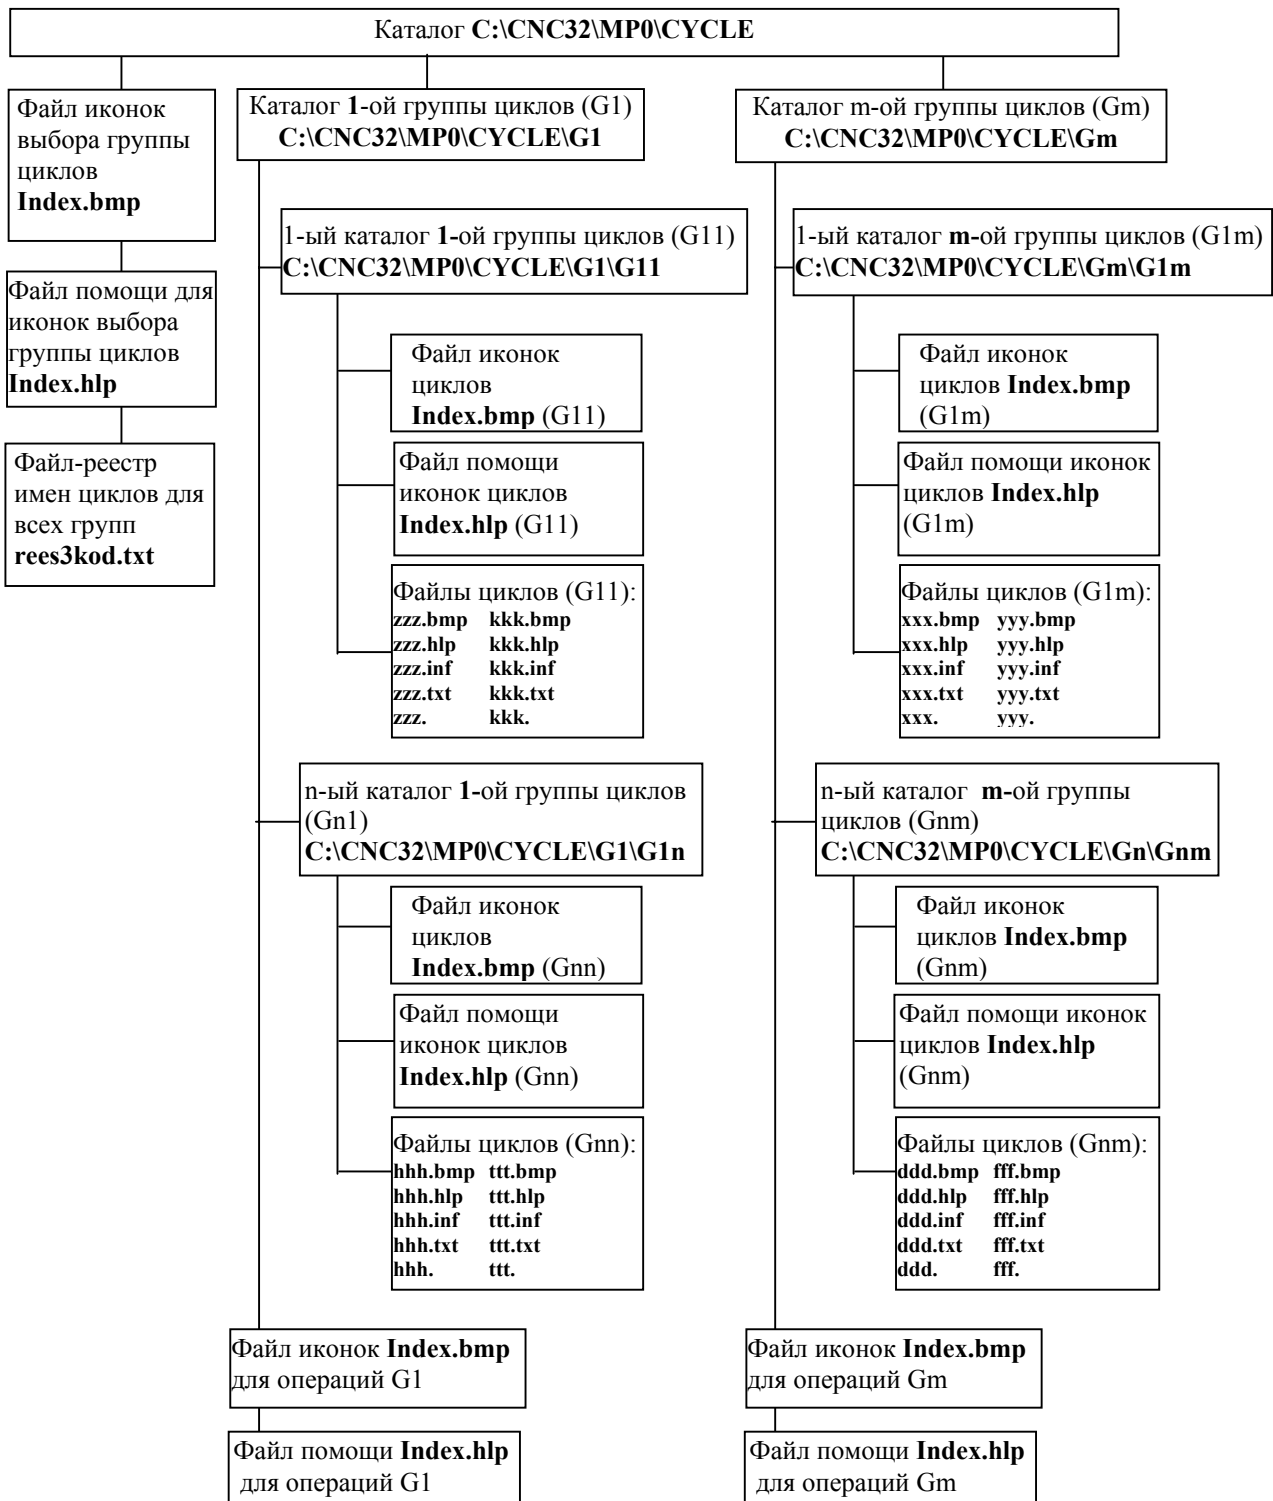 Каталог C:\CNC32\MP0\CYCLE
Файл иконок
выбора группы
циклов
Index.bmp
Файл помощи для
иконок выбора
группы циклов
Index.hlp
Файл-реестр
имен циклов для
всех групп
rees3kod.txt
Каталог 1-ой группы циклов (G1)
C:\CNC32\MP0\CYCLE\G1
1-ый каталог 1-ой группы циклов (G11)
C:\CNC32\MP0\CYCLE\G1\G11
Файл иконок
циклов
Index.bmp (G11)
Файл помощи
иконок циклов
Index.hlp (G11)
Файлы циклов (G11):
zzz.bmp kkk.bmp
zzz.hlp kkk.hlp
zzz.inf kkk.inf
zzz.txt kkk.txt
zzz. kkk.
n-ый каталог 1-ой группы циклов
(Gn1)
C:\CNC32\MP0\CYCLE\G1\G1n
Файл иконок
циклов
Index.bmp (Gnn)
Файл помощи
иконок циклов
Index.hlp (Gnn)
Файлы циклов (Gnn):
hhh.bmp ttt.bmp
hhh.hlp ttt.hlp
hhh.inf ttt.inf
hhh.txt ttt.txt
hhh. ttt.
Файл иконок Index.bmp
для операций G1
Файл помощи Index.hlp
для операций G1
Каталог m-ой группы циклов (Gm)
C:\CNC32\MP0\CYCLE\Gm
1-ый каталог m-ой группы циклов (G1m)
C:\CNC32\MP0\CYCLE\Gm\G1m
Файл иконок
циклов Index.bmp
(G1m)
Файл помощи иконок
циклов Index.hlp
(G1m)
Файлы циклов (G1m):
xxx.bmp yyy.bmp
xxx.hlp yyy.hlp
xxx.inf yyy.inf
xxx.txt yyy.txt
xxx. yyy.
n-ый каталог m-ой группы
циклов (Gnm)
C:\CNC32\MP0\CYCLE\Gn\Gnm
Файл иконок
циклов Index.bmp
(Gnm)
Файл помощи иконок
циклов Index.hlp
(Gnm)
Файлы циклов (Gnm):
ddd.bmp fff.bmp
ddd.hlp fff.hlp
ddd.inf fff.inf
ddd.txt fff.txt
ddd. fff.
Файл иконок Index.bmp
для операций Gm
Файл помощи Index.hlp
для операций Gm